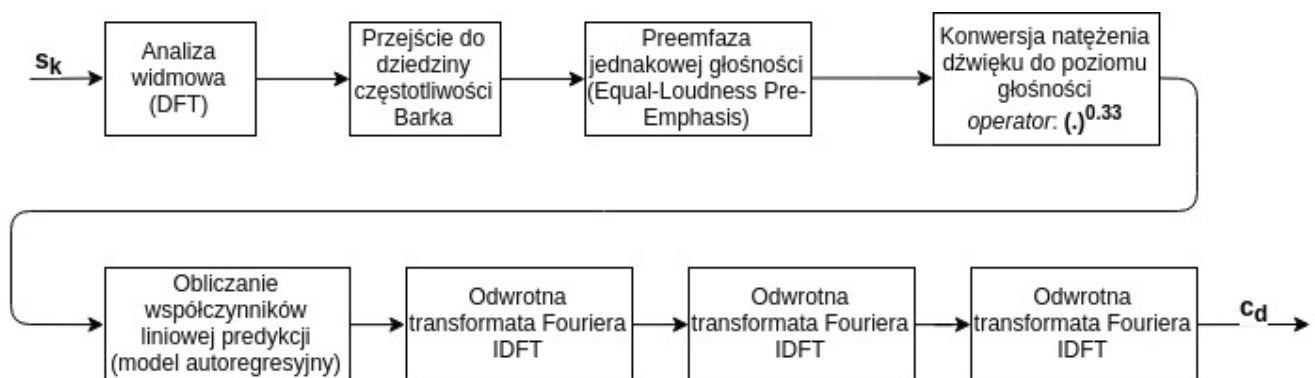 s_k
Analiza
widmowa
(DFT)
Przejście do
dziedziny
częstotliwości
Barka
Preemfaza
jednakowej głośności
(Equal-Loudness Pre-
Emphasis)
Konwersja natężenia
dźwięku do poziomu
głośności
operator: (.)^0.33
Obliczanie
współczynników
liniowej predykcji
(model autoregresyjny)
Odwrotna
transformata Fouriera
IDFT
Odwrotna
transformata Fouriera
IDFT
Odwrotna
transformata Fouriera
IDFT
c_d